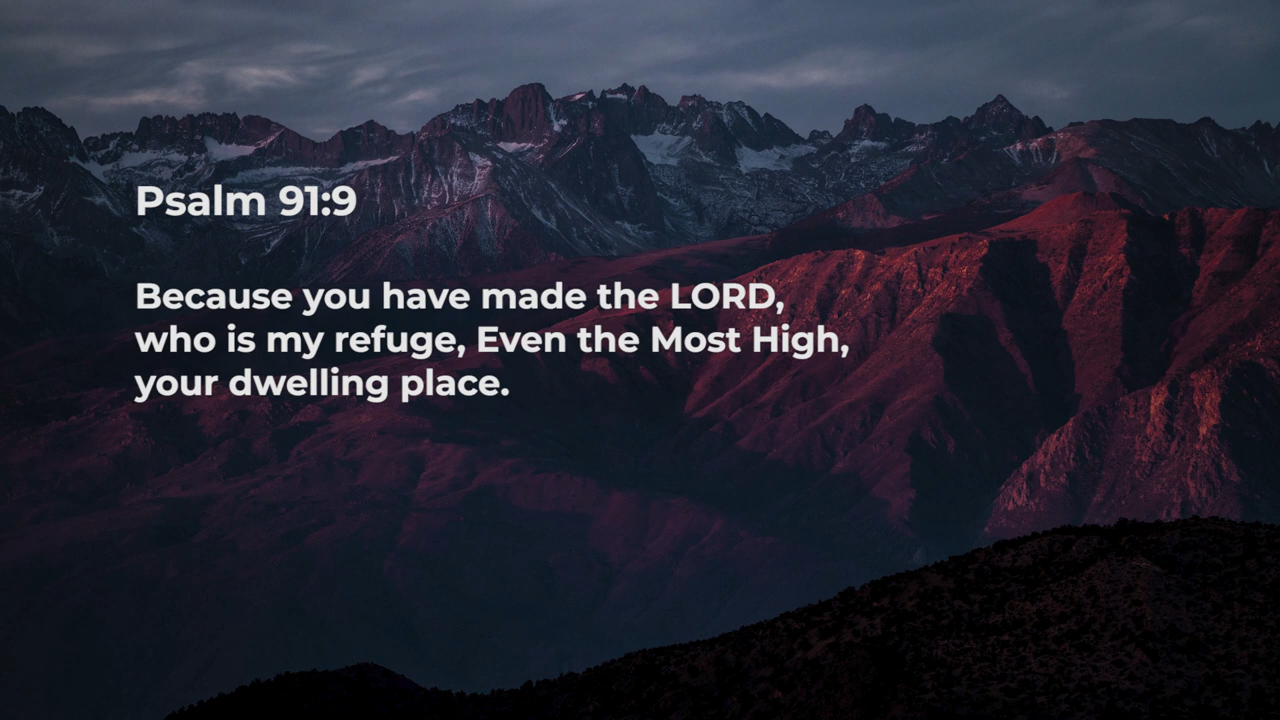 Psalm 91:9
Because you have made the LORD,
who is my refuge, Even the Most High,
your dwelling place.